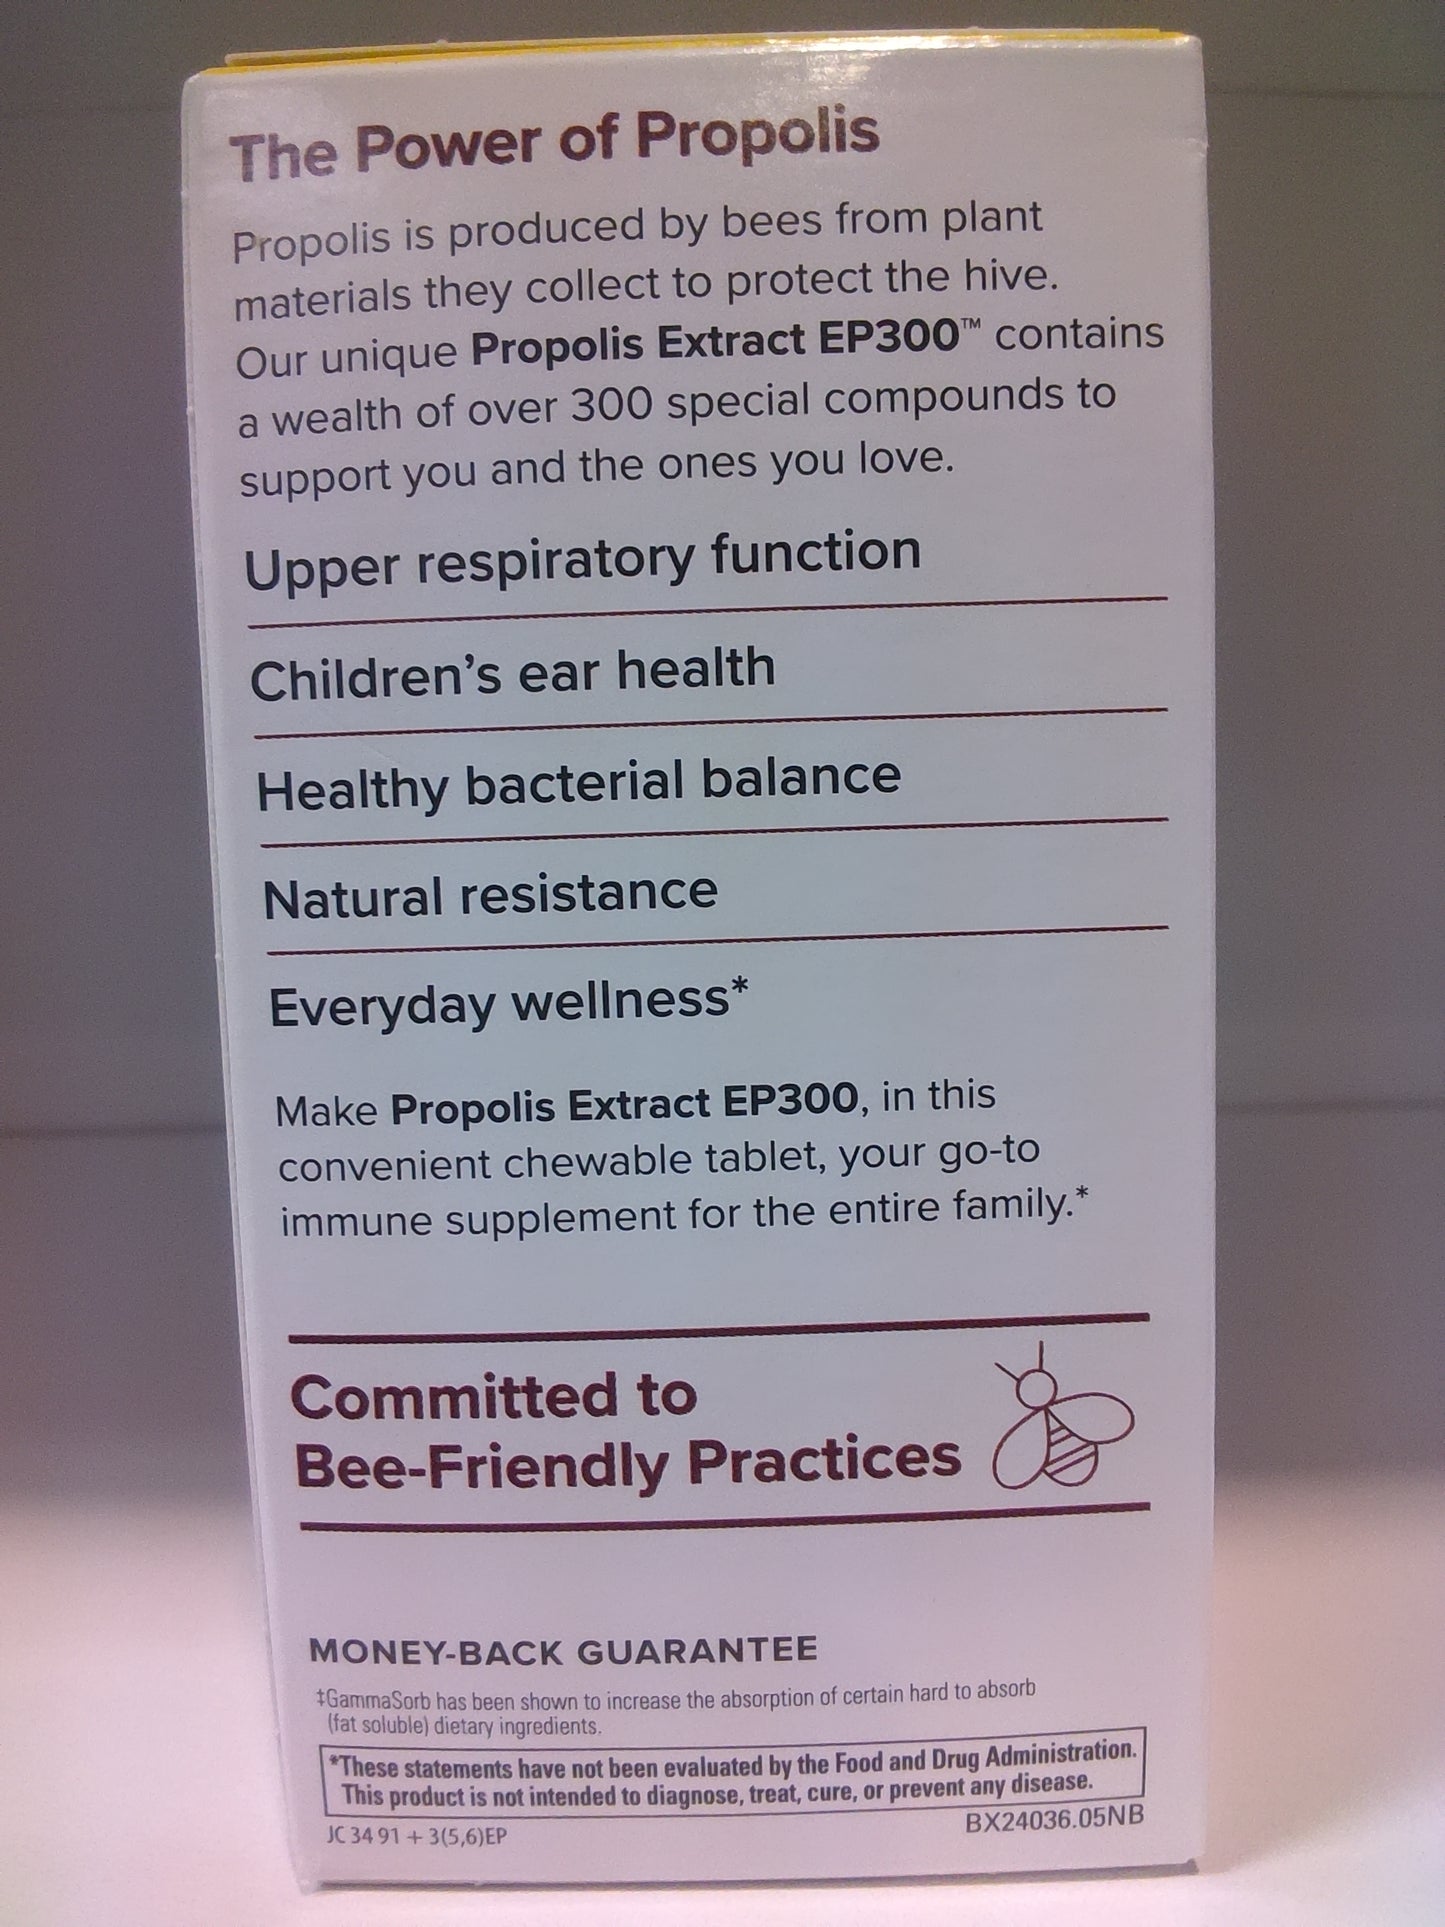 The Power of Propolis
Propolis is produced by bees from plant
materials they collect to protect the hive.
Our unique Propolis Extract EP300™ contains
a wealth of over 300 special compounds to
support you and the ones you love.
Upper respiratory function
Children's ear health
Healthy bacterial balance
Natural resistance
Everyday wellness*
Make Propolis Extract EP300, in this
convenient chewable tablet, your go-to
immune supplement for the entire family.*
Committed to
Bee-Friendly Practices
MONEY-BACK GUARANTEE
‡GammaSorb has been shown to increase the absorption of certain hard to absorb
(fat soluble) dietary ingredients.
*These statements have not been evaluated by the Food and Drug Administration.
This product is not intended to diagnose, treat, cure, or prevent any disease.
JC 34 91 + 3(5,6)EP
BX24036.05NB